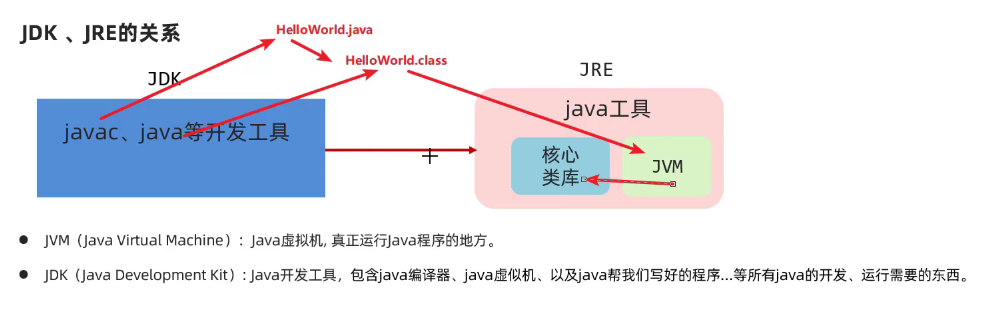 JDK 、JRE的关系
HelloWorld.java
HelloWorld.class
JDK
JRE
javac、java等开发工具
java工具
核心
类库
JVM
● JVM（Java Virtual Machine）：Java虚拟机, 真正运行Java程序的地方。
● JDK（Java Development Kit）: Java开发工具，包含java编译器、java虚似机、以及java帮我们写好的程序...等所有java的开发、运行需要的东西。